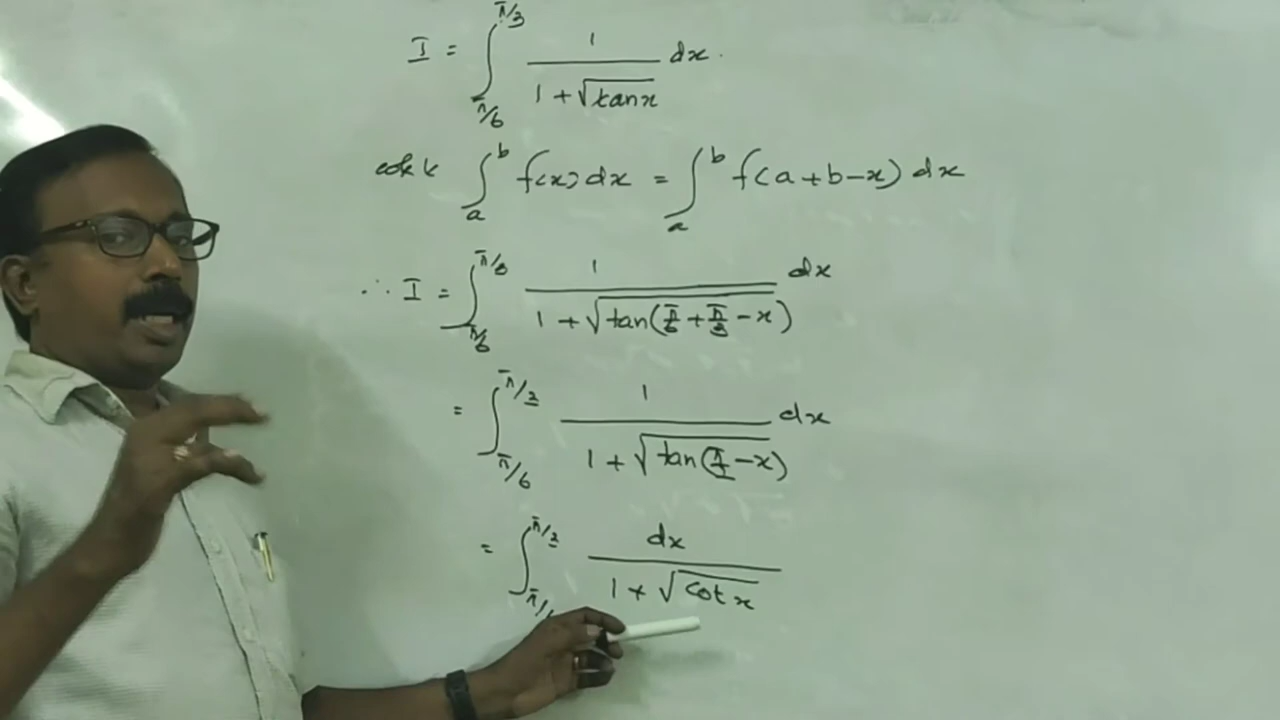 I = ∫_{π/6}^{π/3} 1/(1+√(tanx)) dx.
∫_a^b f(x)dx = ∫_a^b f(a+b-x) dx
∴ I = ∫_{π/6}^{π/3} 1/(1+√(tan(π/6+π/3-x))) dx
= ∫_{π/6}^{π/3} 1/(1+√(tan(π/2-x))) dx
= ∫_{π/6}^{π/3} dx/(1+√(cot x))